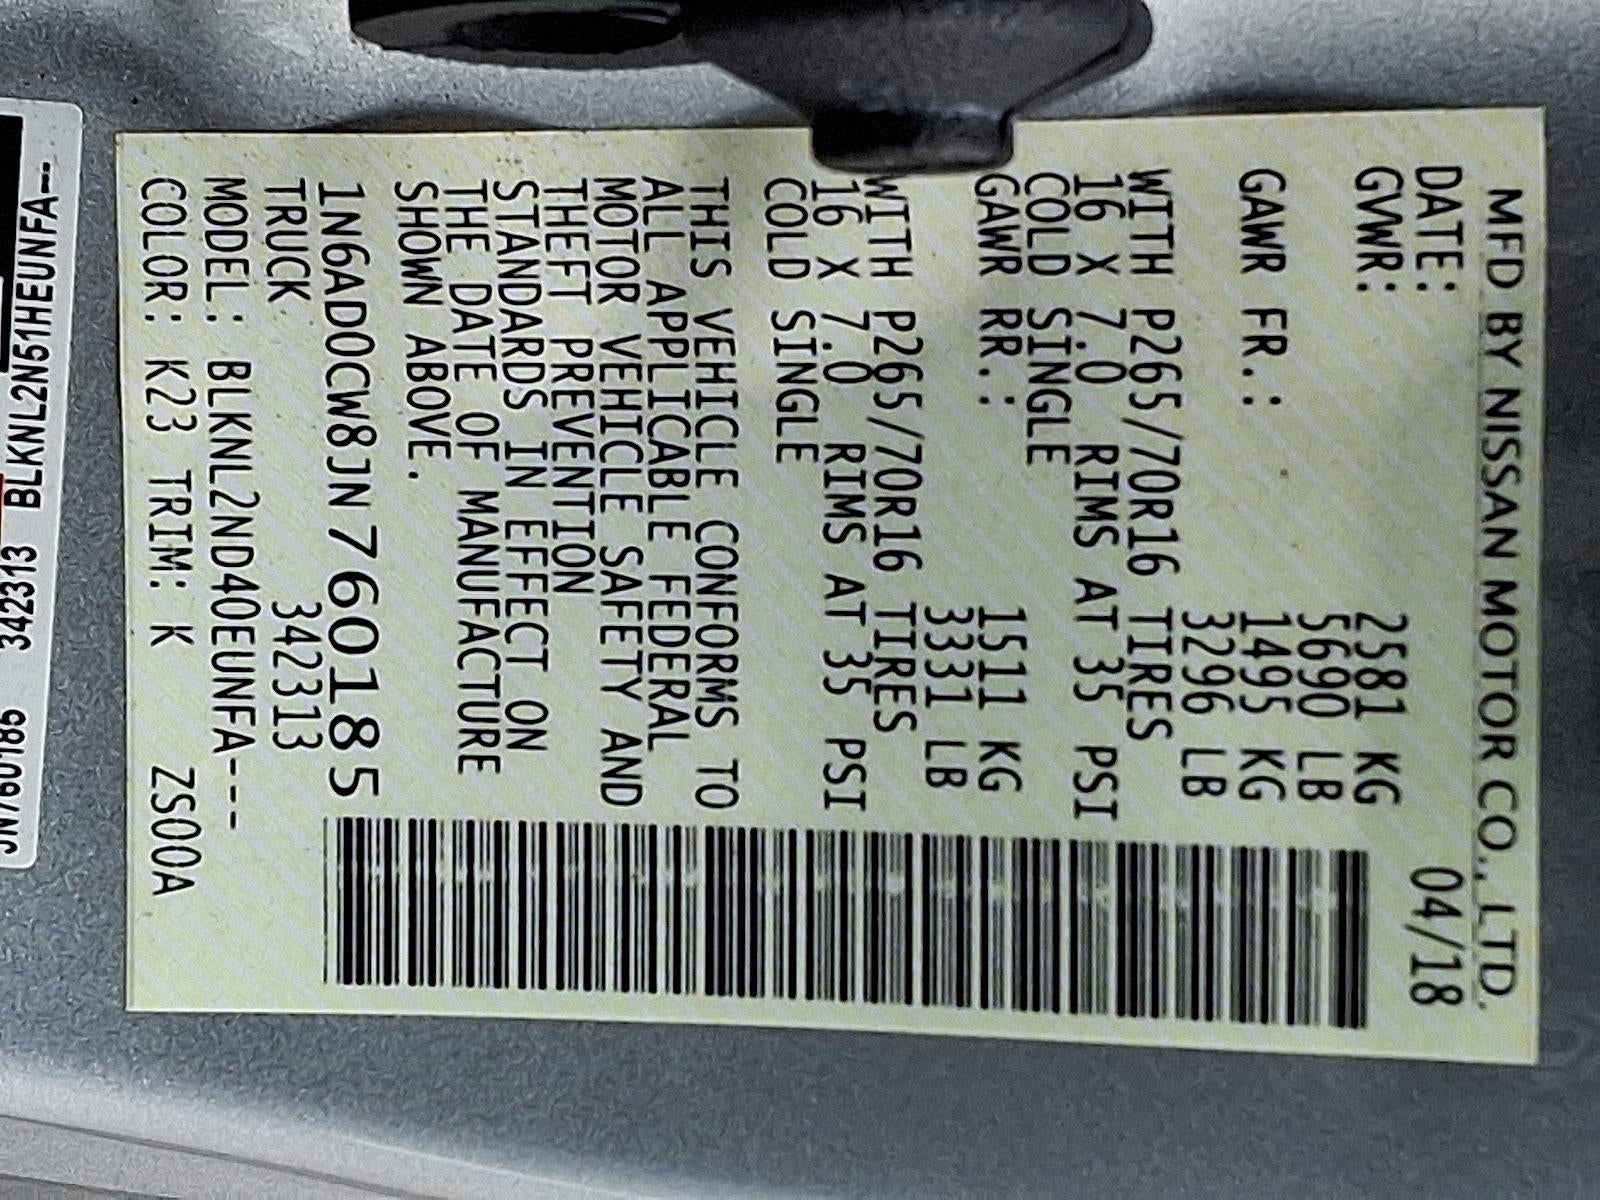 MFD BY NISSAN MOTOR CO., LTD.
DATE: 04/18
GVWR: 2581 KG
5690 LB
GAWR FR.: 1495 KG
3296 LB
WITH P265/70R16 TIRES
16 X 7.0 RIMS AT 35 PSI
COLD SINGLE
GAWR RR.: 1511 KG
3331 LB
WITH P265/70R16 TIRES
16 X 7.0 RIMS AT 35 PSI
COLD SINGLE
THIS VEHICLE CONFORMS TO
ALL APPLICABLE FEDERAL
MOTOR VEHICLE SAFETY AND
THEFT PREVENTION
STANDARDS IN EFFECT ON
THE DATE OF MANUFACTURE
SHOWN ABOVE.
1N6AD0CW8JN760185
TRUCK 342313
MODEL: BLKNL2ND40EUNFA---
COLOR: K23 TRIM: K ZS00A
342313 BLKNL2N51HEUNFA---